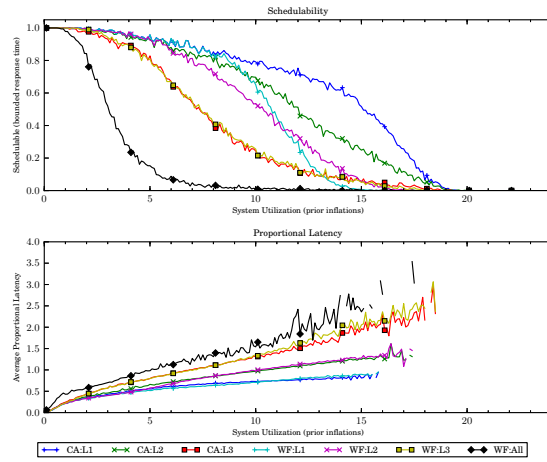 Schedulability
1.0
0.8
0.6
0.4
0.2
0.0
Schedulable (bounded response time)
0
5
10
15
20
System Utilization (prior inflations)
Proportional Latency
4.0
3.5
3.0
2.5
2.0
1.5
1.0
0.5
0.0
Average Proportional Latency
0
5
10
15
20
System Utilization (prior inflations)
CA:L1
CA:L2
CA:L3
WF:L1
WF:L2
WF:L3
WF:All